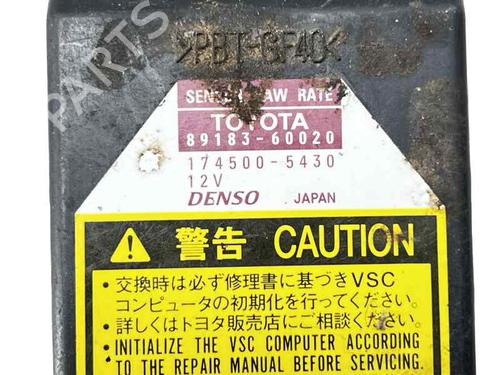 >PBT-GF40<
PARTS
SENSOR YAW RATE
TOYOTA
89183-60020
174500-5430
12V
DENSO JAPAN
警告 CAUTION
・交換時は必ず修理書に基づきVSC
コンピュータの初期化を行ってください。
・詳しくはトヨタ販売店にご相談ください。
・INITIALIZE THE VSC COMPUTER ACCORDING
TO THE REPAIR MANUAL BEFORE SERVICING.